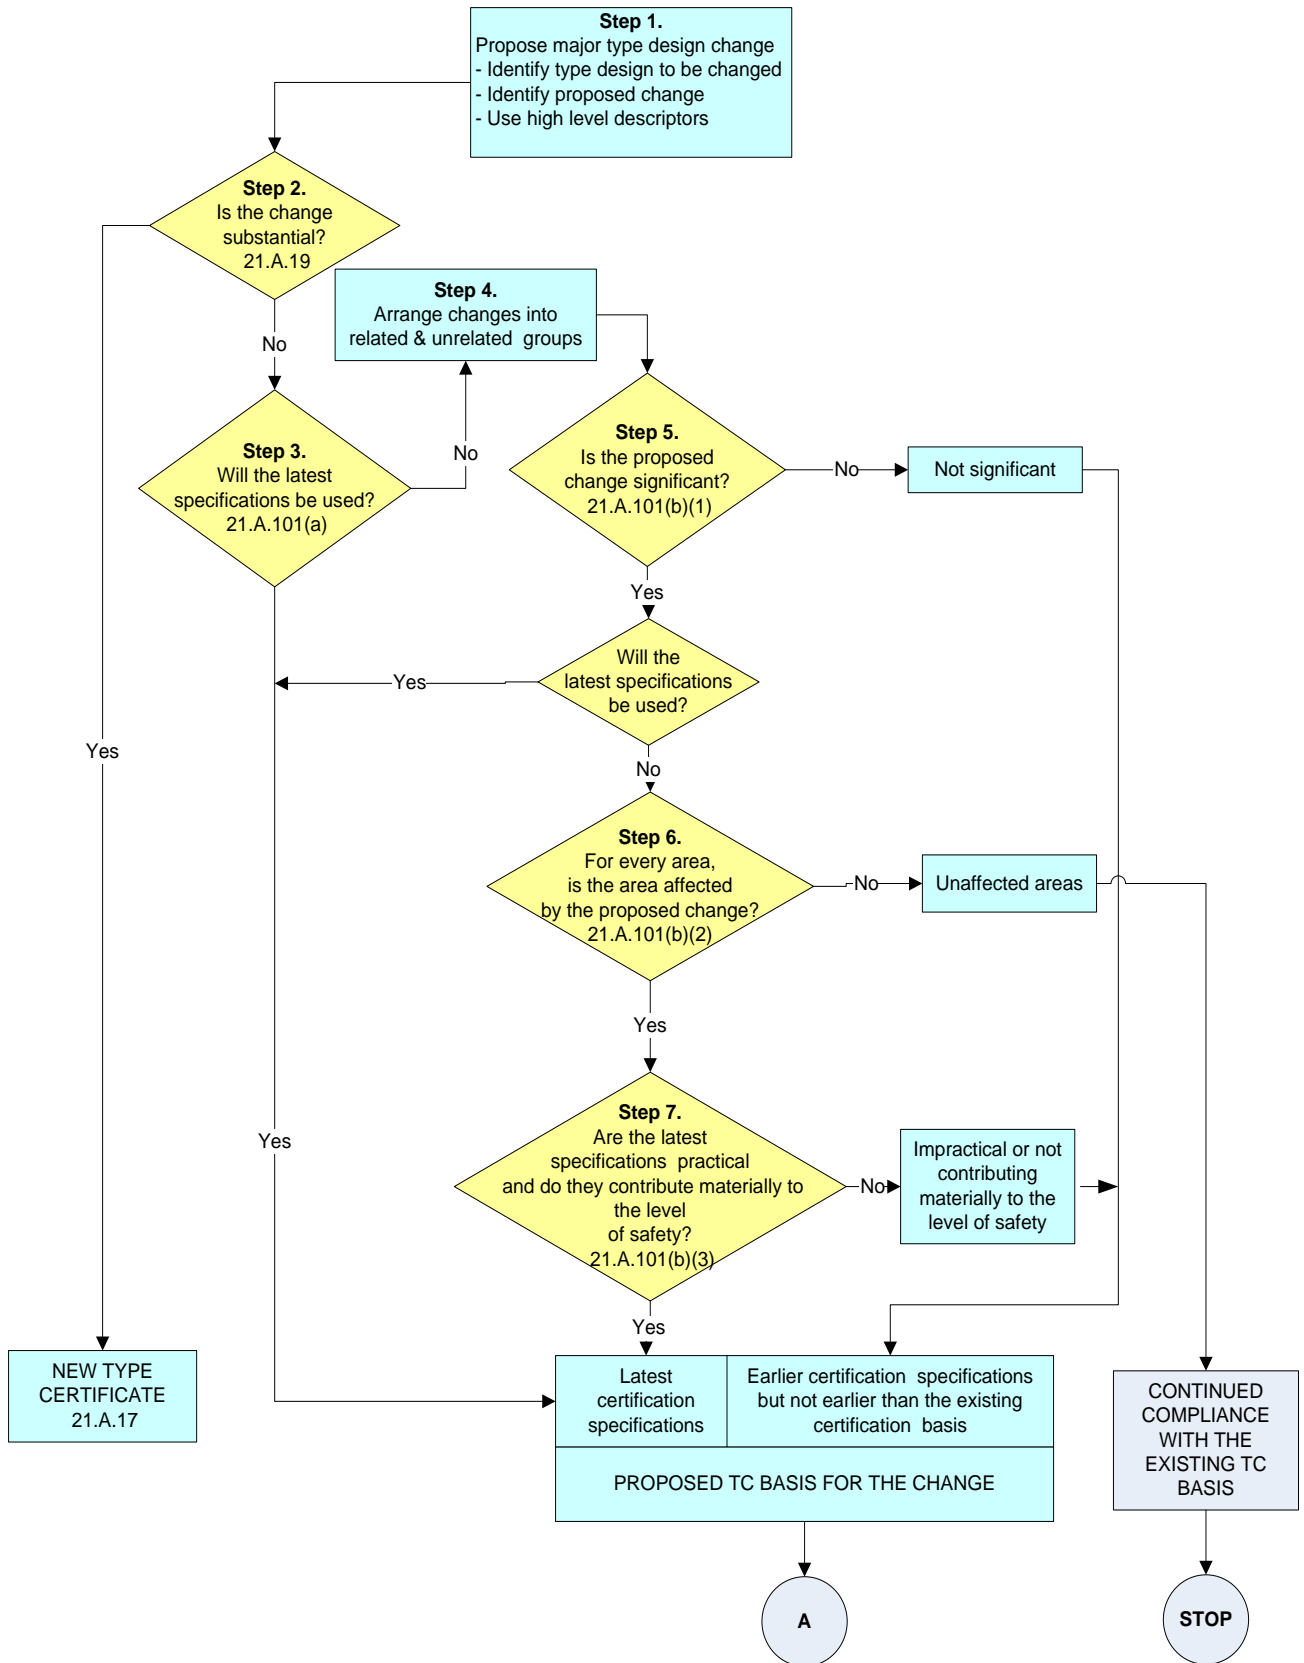 Step 1.
Propose major type design change
- Identify type design to be changed
- Identify proposed change
- Use high level descriptors
Step 2.
Is the change
substantial?
21.A.19
No
Step 4.
Arrange changes into
related & unrelated groups
Step 3.
Will the latest
specifications be used?
21.A.101(a)
No
Step 5.
Is the proposed
change significant?
21.A.101(b)(1)
No
Not significant
Yes
Will the
latest specifications
be used?
Yes
Yes
No
Step 6.
For every area,
is the area affected
by the proposed change?
21.A.101(b)(2)
No
Unaffected areas
Yes
Step 7.
Are the latest
specifications practical
and do they contribute materially to
the level
of safety?
21.A.101(b)(3)
No
Impractical or not
contributing
materially to the
level of safety
Yes
Yes
NEW TYPE
CERTIFICATE
21.A.17
Latest
certification
specifications
Earlier certification specifications
but not earlier than the existing
certification basis
PROPOSED TC BASIS FOR THE CHANGE
CONTINUED
COMPLIANCE
WITH THE
EXISTING TC
BASIS
A
STOP